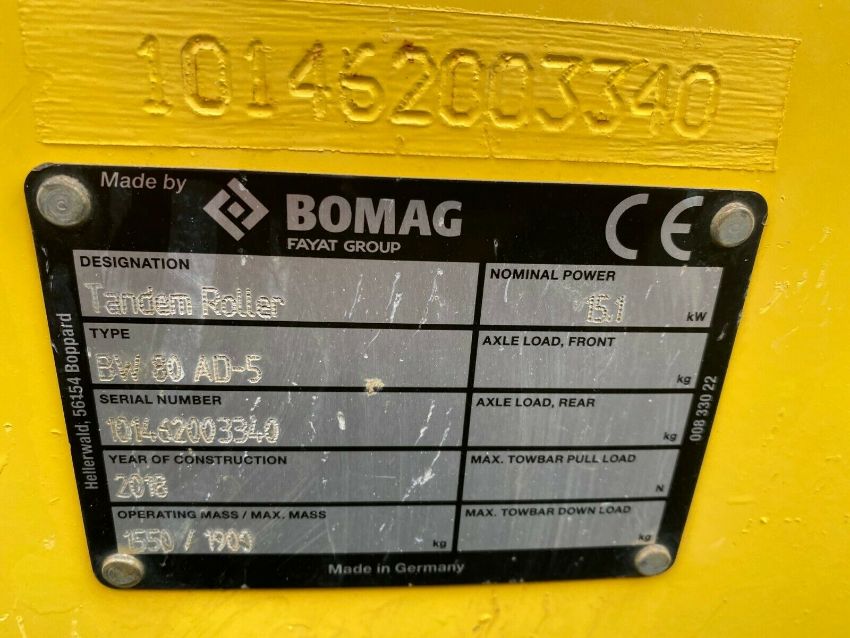 101462003340
Made by BOMAG CE
FAYAT GROUP
DESIGNATION
Tandem Roller
NOMINAL POWER
15.1 kW
TYPE
BW 80 AD-5
AXLE LOAD, FRONT
kg
SERIAL NUMBER
101462003340
AXLE LOAD, REAR
kg
YEAR OF CONSTRUCTION
2018
MAX. TOWBAR PULL LOAD
N
OPERATING MASS / MAX. MASS
1550 / 1900 kg
MAX. TOWBAR DOWN LOAD
kg
Made in Germany
Hellerwald, 56154 Boppard
008 330 22